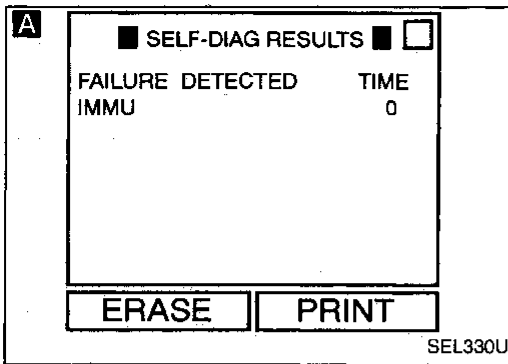 A
SELF-DIAG RESULTS
FAILURE DETECTED TIME
IMMU 0
ERASE PRINT
SEL330U